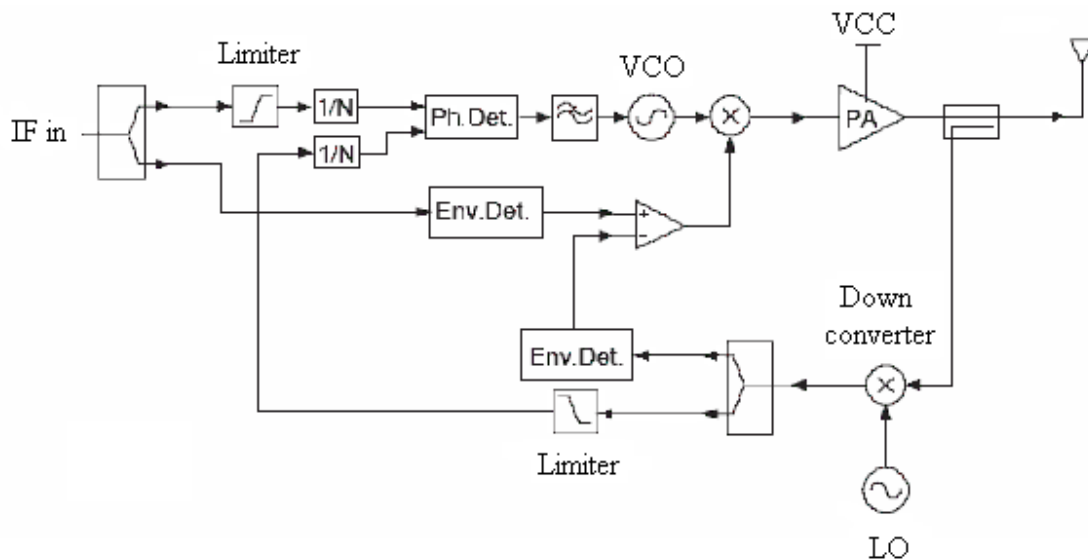 VCC
Limiter
VCO
1/N
Ph.Det.
PA
IF in
1/N
Env.Det.
+
−
Down
converter
Env.Det.
Limiter
LO